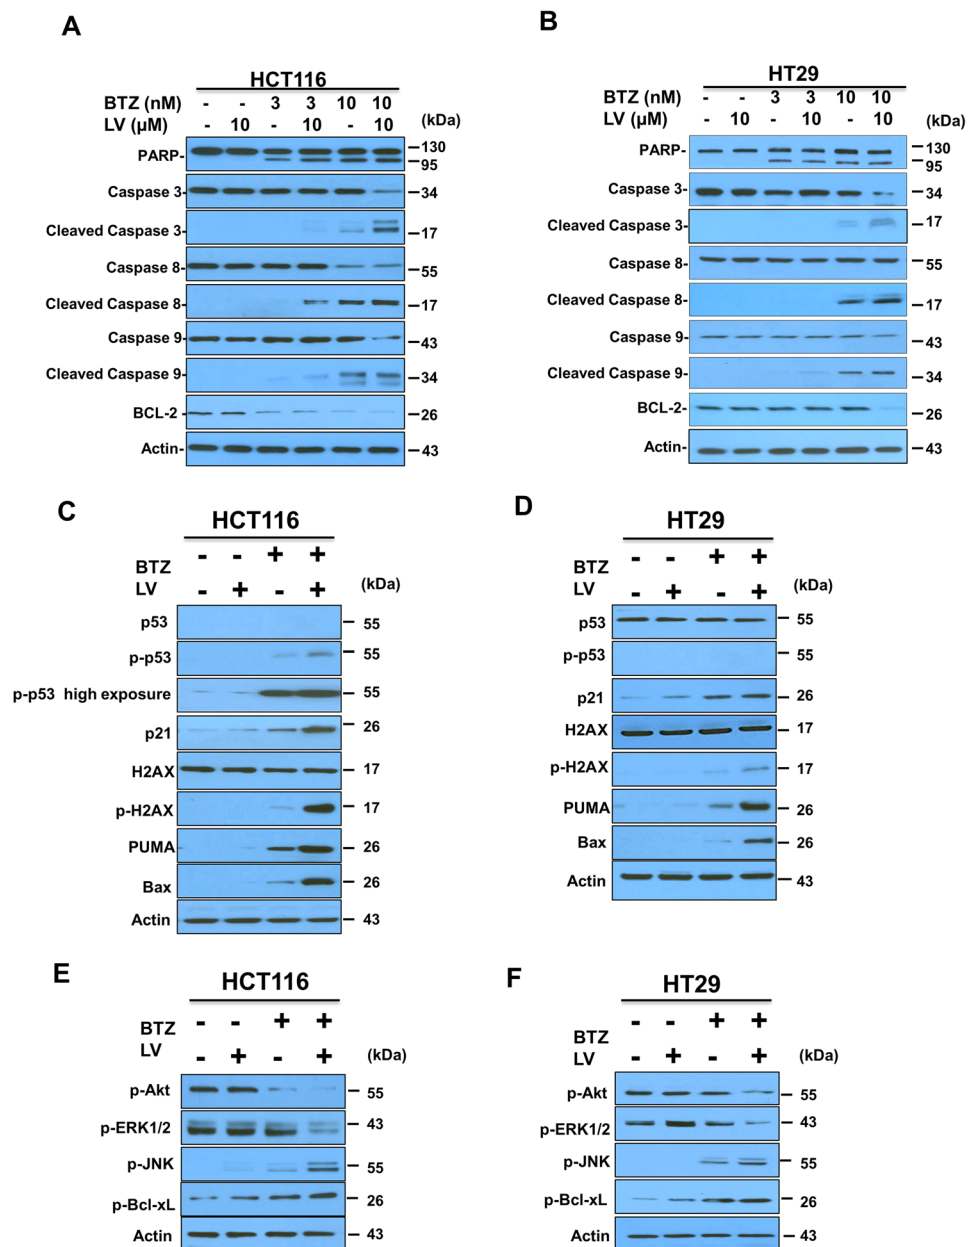 A
HCT116
BTZ (nM) - - 3 3 10 10
LV (µM) - 10 - 10 - 10 (kDa)
PARP- 130
95
Caspase 3- 34
Cleaved Caspase 3- 17
Caspase 8- 55
Cleaved Caspase 8- 17
Caspase 9- 43
Cleaved Caspase 9- 34
BCL-2- 26
Actin- 43
B
HT29
BTZ (nM) - - 3 3 10 10
LV (µM) - 10 - 10 - 10 (kDa)
PARP- 130
95
Caspase 3- 34
Cleaved Caspase 3- 17
Caspase 8- 55
Cleaved Caspase 8- 17
Caspase 9- 43
Cleaved Caspase 9- 34
BCL-2- 26
Actin- 43
C
HCT116
BTZ - - + +
LV - + - + (kDa)
p53 55
p-p53 55
p-p53 high exposure 55
p21 26
H2AX 17
p-H2AX 17
PUMA 26
Bax 26
Actin 43
D
HT29
BTZ - - + +
LV - + - + (kDa)
p53 55
p-p53 55
p21 26
H2AX 17
p-H2AX 17
PUMA 26
Bax 26
Actin 43
E
HCT116
BTZ - - + +
LV - + - + (kDa)
p-Akt 55
p-ERK1/2 43
p-JNK 55
p-Bcl-xL 26
Actin 43
F
HT29
BTZ - - + +
LV - + - + (kDa)
p-Akt 55
p-ERK1/2 43
p-JNK 55
p-Bcl-xL 26
Actin 43